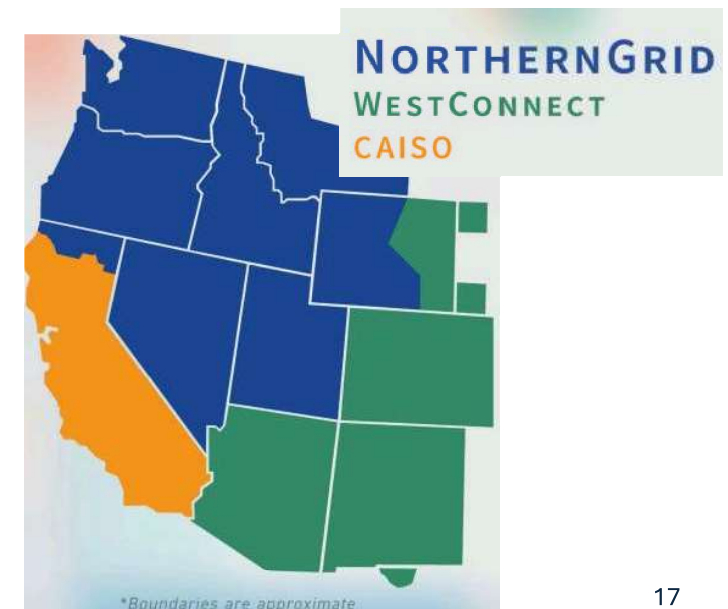 NORTHERNGRID
WESTCONNECT
CAISO
*Boundaries are approximate
17